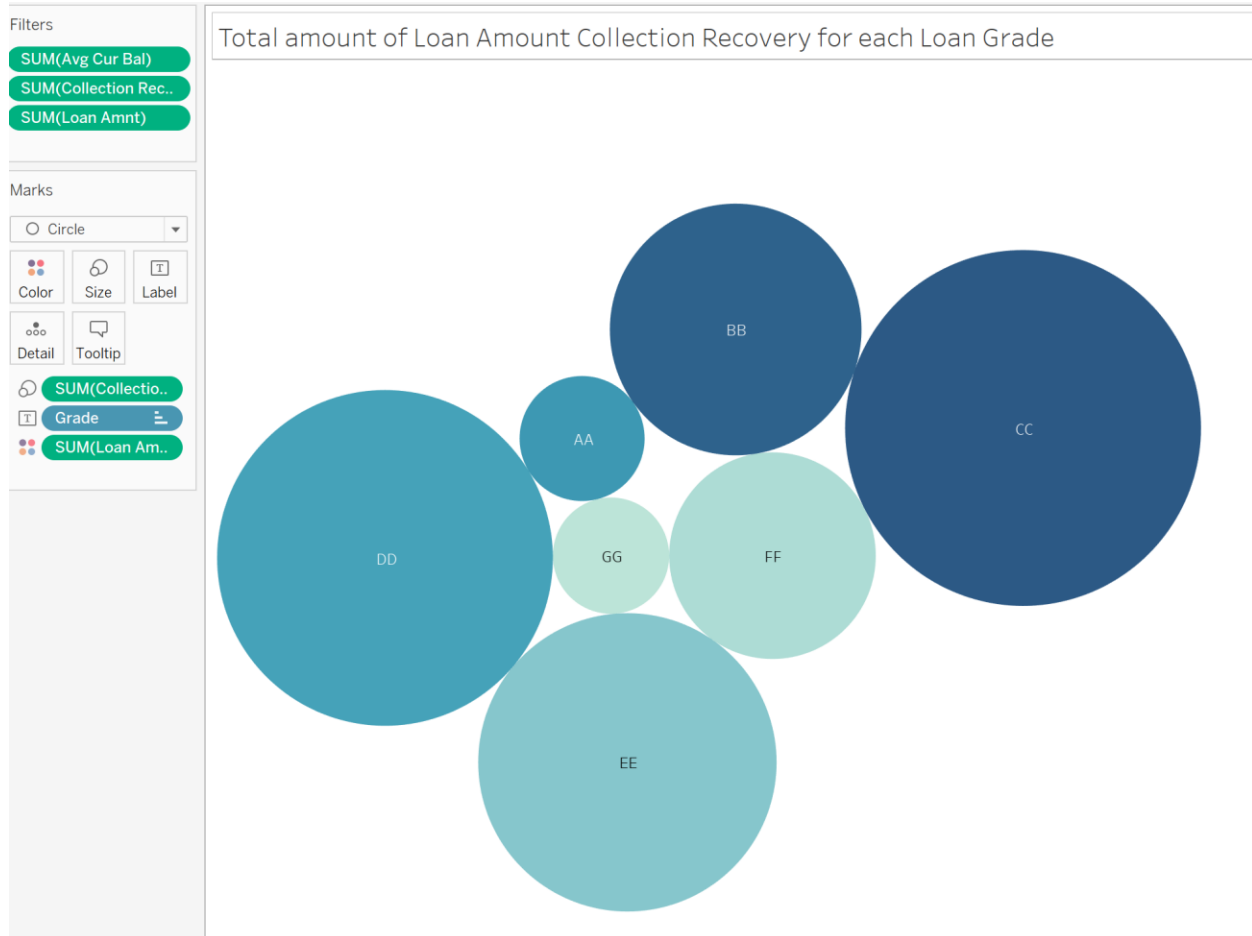 Filters
SUM(Avg Cur Bal)
SUM(Collection Rec..
SUM(Loan Amnt)
Marks
Circle
Color Size Label
Detail Tooltip
SUM(Collectio..
Grade
SUM(Loan Am..
Total amount of Loan Amount Collection Recovery for each Loan Grade
BB
CC
AA
GG
FF
DD
EE